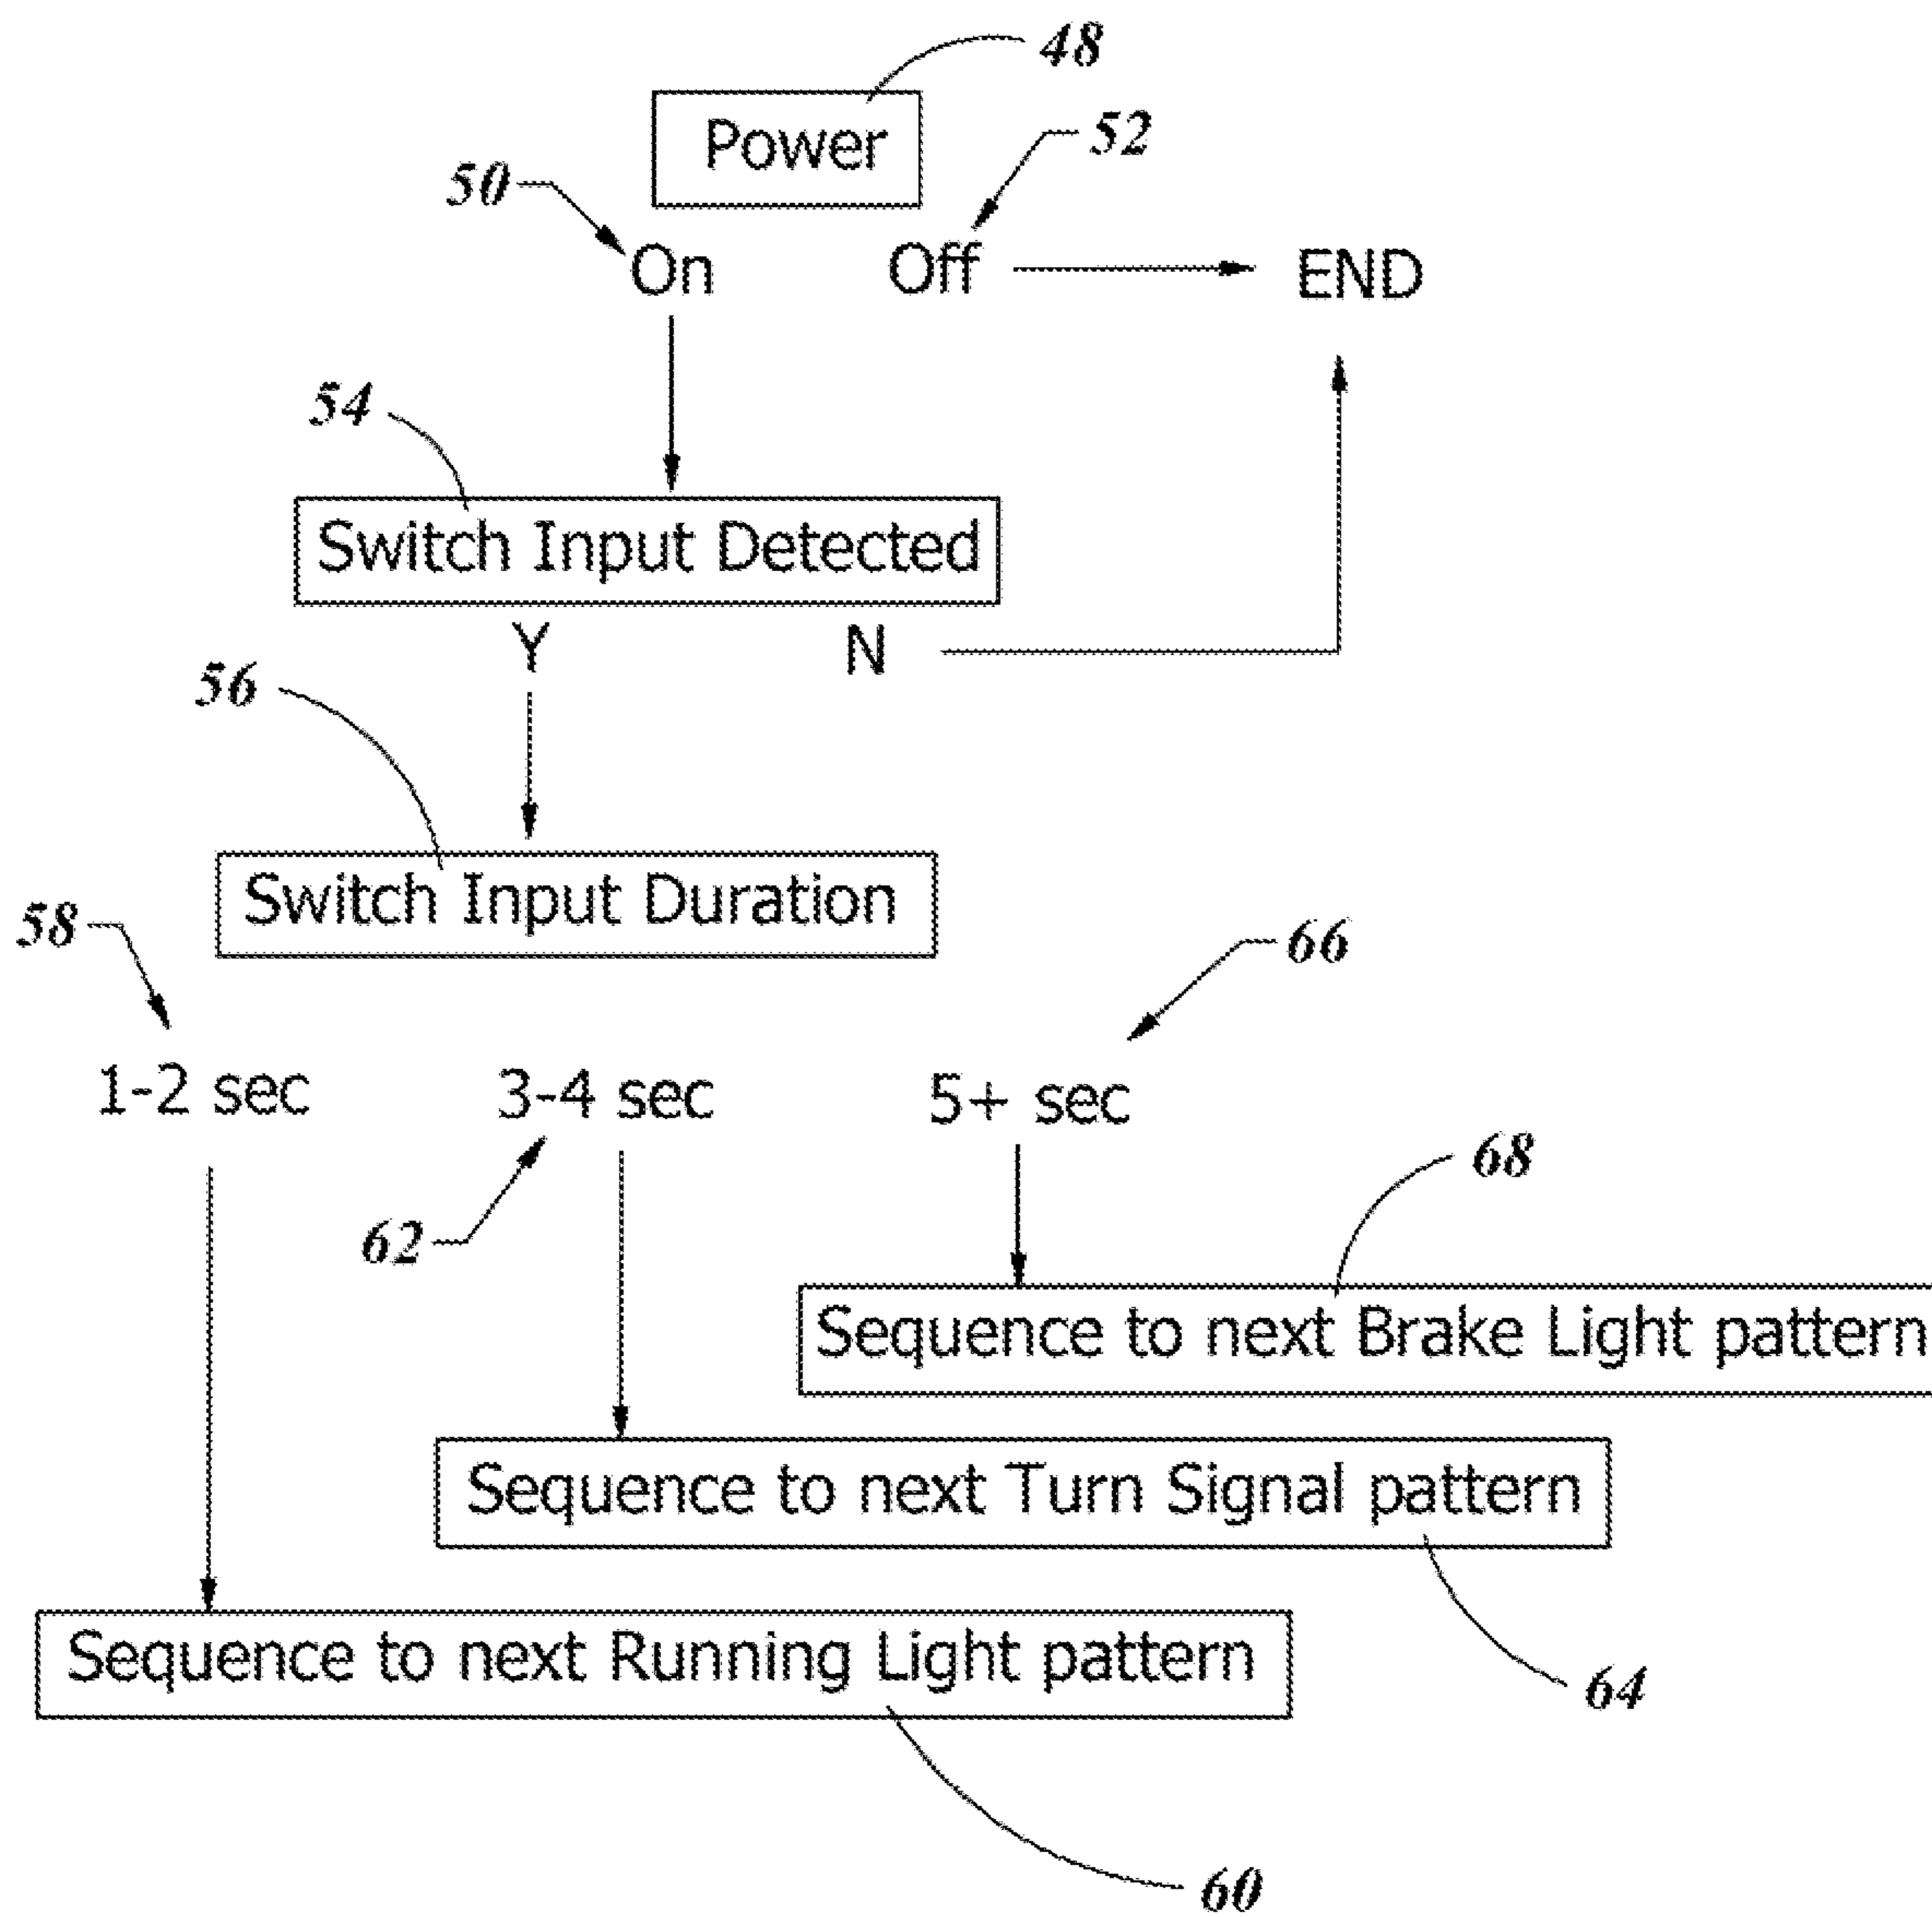 48
Power
52
50
On
Off
END
54
Switch Input Detected
Y
N
56
Switch Input Duration
58
66
1-2 sec
3-4 sec
5+ sec
68
62
Sequence to next Brake Light pattern
Sequence to next Turn Signal pattern
Sequence to next Running Light pattern
64
60